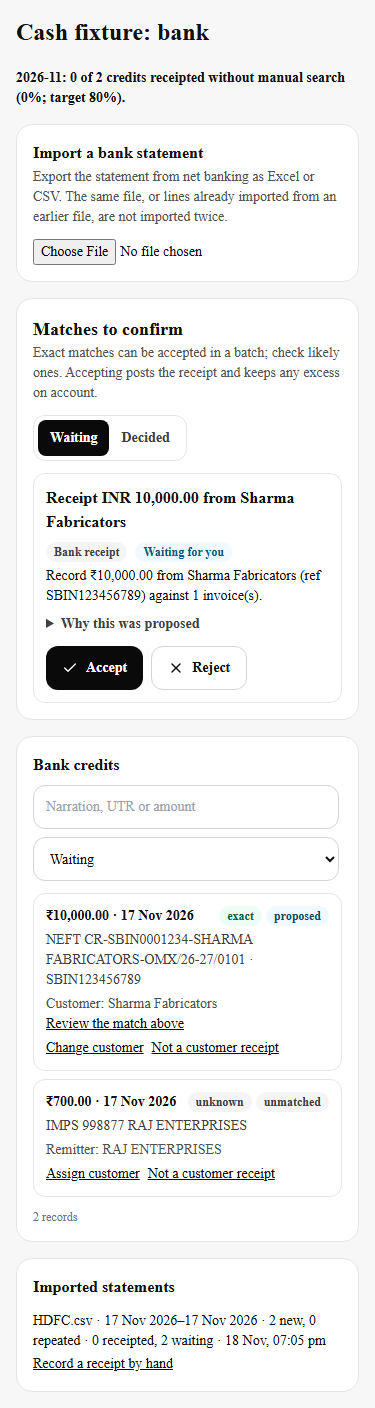 Cash fixture: bank
2026-11: 0 of 2 credits receipted without manual search
(0%; target 80%).
Import a bank statement
Export the statement from net banking as Excel or
CSV. The same file, or lines already imported from an
earlier file, are not imported twice.
Choose File No file chosen
Matches to confirm
Exact matches can be accepted in a batch; check likely
ones. Accepting posts the receipt and keeps any excess
on account.
Waiting Decided
Receipt INR 10,000.00 from Sharma
Fabricators
Bank receipt Waiting for you
Record ₹10,000.00 from Sharma Fabricators (ref
SBIN123456789) against 1 invoice(s).
Why this was proposed
Accept Reject
Bank credits
Narration, UTR or amount
Waiting
₹10,000.00 · 17 Nov 2026 exact proposed
NEFT CR-SBIN0001234-SHARMA
FABRICATORS-OMX/26-27/0101 ·
SBIN123456789
Customer: Sharma Fabricators
Review the match above
Change customer Not a customer receipt
₹700.00 · 17 Nov 2026 unknown unmatched
IMPS 998877 RAJ ENTERPRISES
Remitter: RAJ ENTERPRISES
Assign customer Not a customer receipt
2 records
Imported statements
HDFC.csv · 17 Nov 2026–17 Nov 2026 · 2 new, 0
repeated · 0 receipted, 2 waiting · 18 Nov, 07:05 pm
Record a receipt by hand